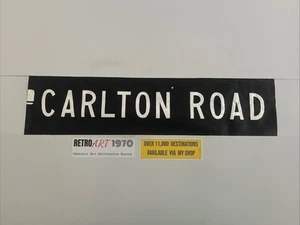 CARLTON ROAD
RETRO ART 1970
OVER 11,000 DESTINATIONS
AVAILABLE VIA MY SHOP